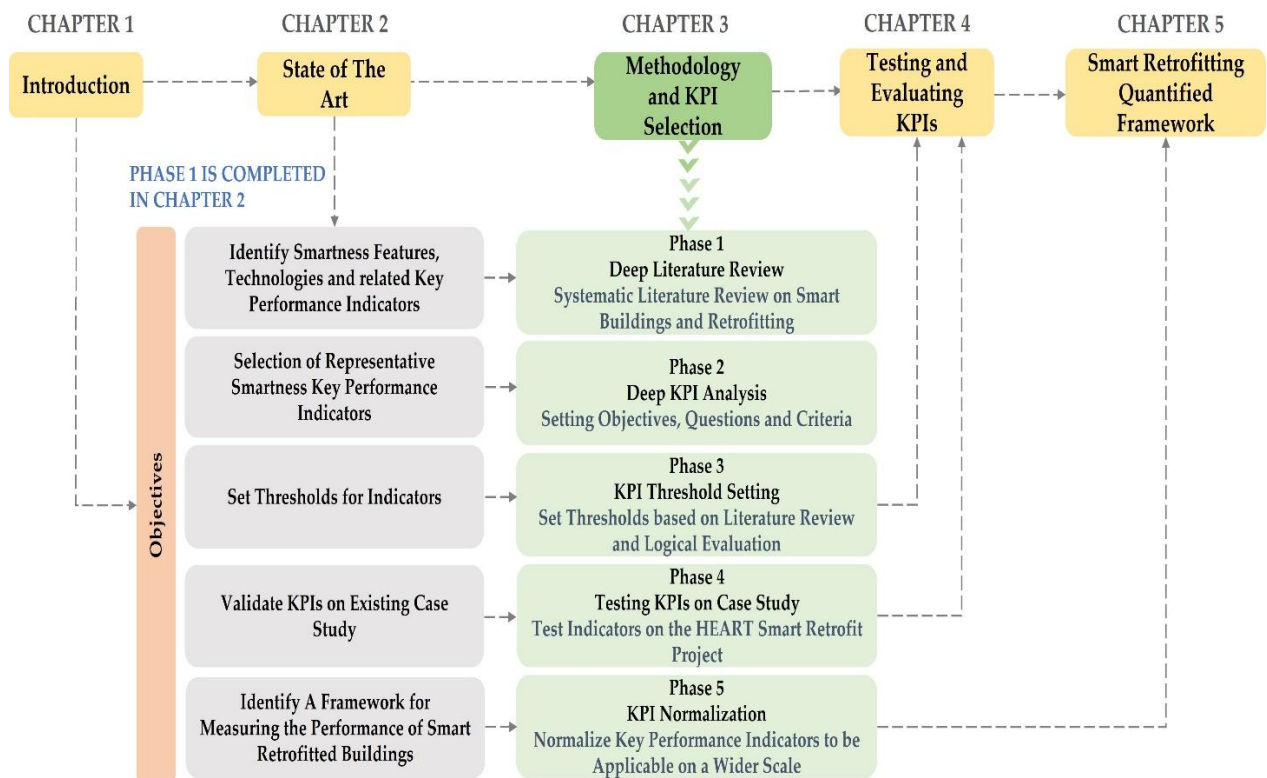 CHAPTER 1
CHAPTER 2
CHAPTER 3
CHAPTER 4
CHAPTER 5
Introduction
State of The
Art
Methodology
and KPI
Selection
Testing and
Evaluating
KPIs
Smart Retrofitting
Quantified
Framework
PHASE 1 IS COMPLETED
IN CHAPTER 2
Objectives
Identify Smartness Features,
Technologies and related Key
Performance Indicators
Phase 1
Deep Literature Review
Systematic Literature Review on Smart
Buildings and Retrofitting
Selection of Representative
Smartness Key Performance
Indicators
Phase 2
Deep KPI Analysis
Setting Objectives, Questions and Criteria
Set Thresholds for Indicators
Phase 3
KPI Threshold Setting
Set Thresholds based on Literature Review
and Logical Evaluation
Validate KPIs on Existing Case
Study
Phase 4
Testing KPIs on Case Study
Test Indicators on the HEART Smart Retrofit
Project
Identify A Framework for
Measuring the Performance of Smart
Retrofitted Buildings
Phase 5
KPI Normalization
Normalize Key Performance Indicators to be
Applicable on a Wider Scale